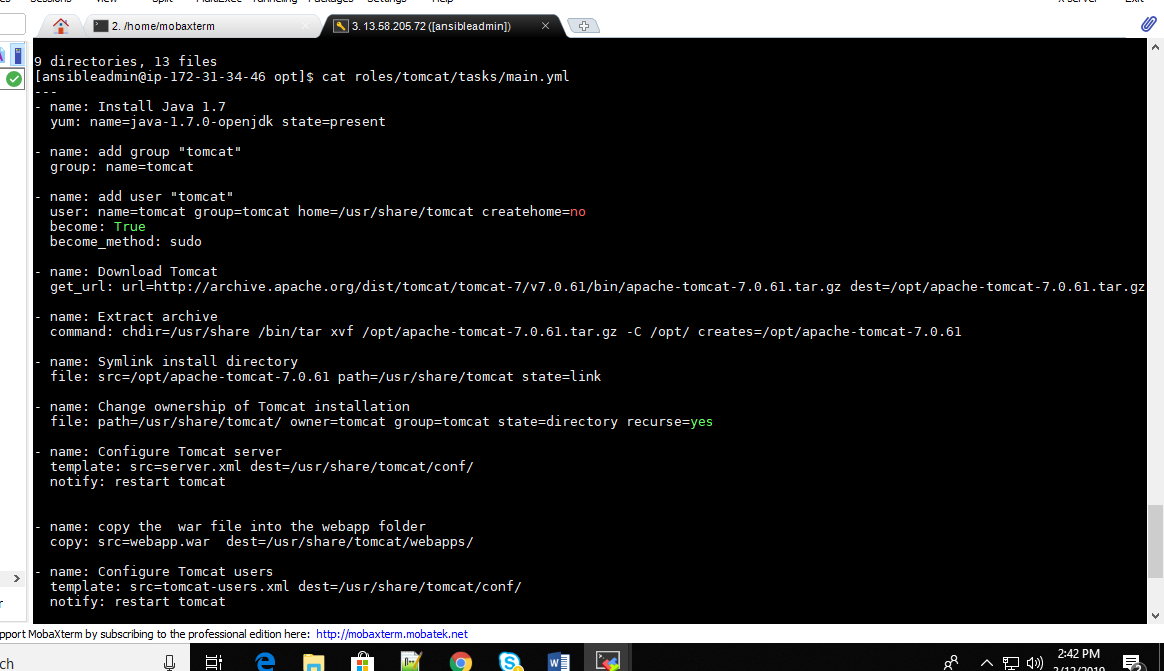 Sessions View Split MultiExec Tunneling Packages Settings Help X server Exit
2. /home/mobaxterm
3. 13.58.205.72 ([ansibleadmin])
9 directories, 13 files
[ansibleadmin@ip-172-31-34-46 opt]$ cat roles/tomcat/tasks/main.yml
---
- name: Install Java 1.7
  yum: name=java-1.7.0-openjdk state=present

- name: add group "tomcat"
  group: name=tomcat

- name: add user "tomcat"
  user: name=tomcat group=tomcat home=/usr/share/tomcat createhome=no
  become: True
  become_method: sudo

- name: Download Tomcat
  get_url: url=http://archive.apache.org/dist/tomcat/tomcat-7/v7.0.61/bin/apache-tomcat-7.0.61.tar.gz dest=/opt/apache-tomcat-7.0.61.tar.gz

- name: Extract archive
  command: chdir=/usr/share /bin/tar xvf /opt/apache-tomcat-7.0.61.tar.gz -C /opt/ creates=/opt/apache-tomcat-7.0.61

- name: Symlink install directory
  file: src=/opt/apache-tomcat-7.0.61 path=/usr/share/tomcat state=link

- name: Change ownership of Tomcat installation
  file: path=/usr/share/tomcat/ owner=tomcat group=tomcat state=directory recurse=yes

- name: Configure Tomcat server
  template: src=server.xml dest=/usr/share/tomcat/conf/
  notify: restart tomcat


- name: copy the  war file into the webapp folder
  copy: src=webapp.war  dest=/usr/share/tomcat/webapps/

- name: Configure Tomcat users
  template: src=tomcat-users.xml dest=/usr/share/tomcat/conf/
  notify: restart tomcat
pport MobaXterm by subscribing to the professional edition here: http://mobaxterm.mobatek.net
ch
2:42 PM